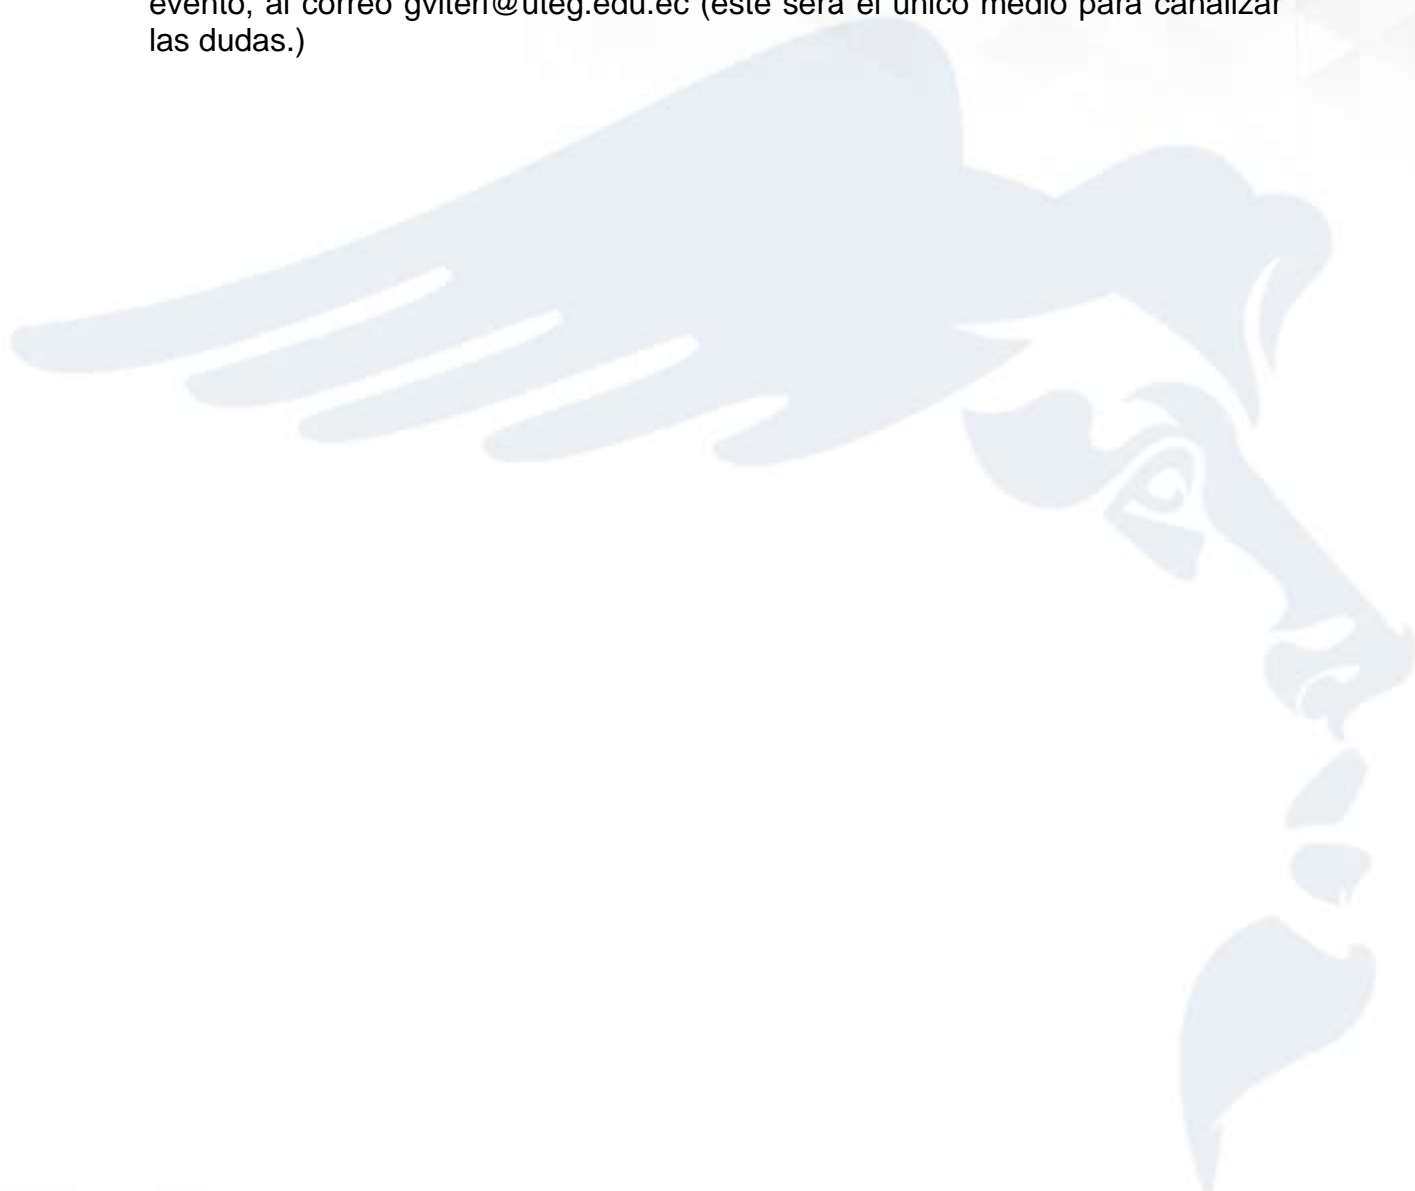 evento, al correo gviteri@uteg.edu.ec (este será el único medio para canalizar
las dudas.)